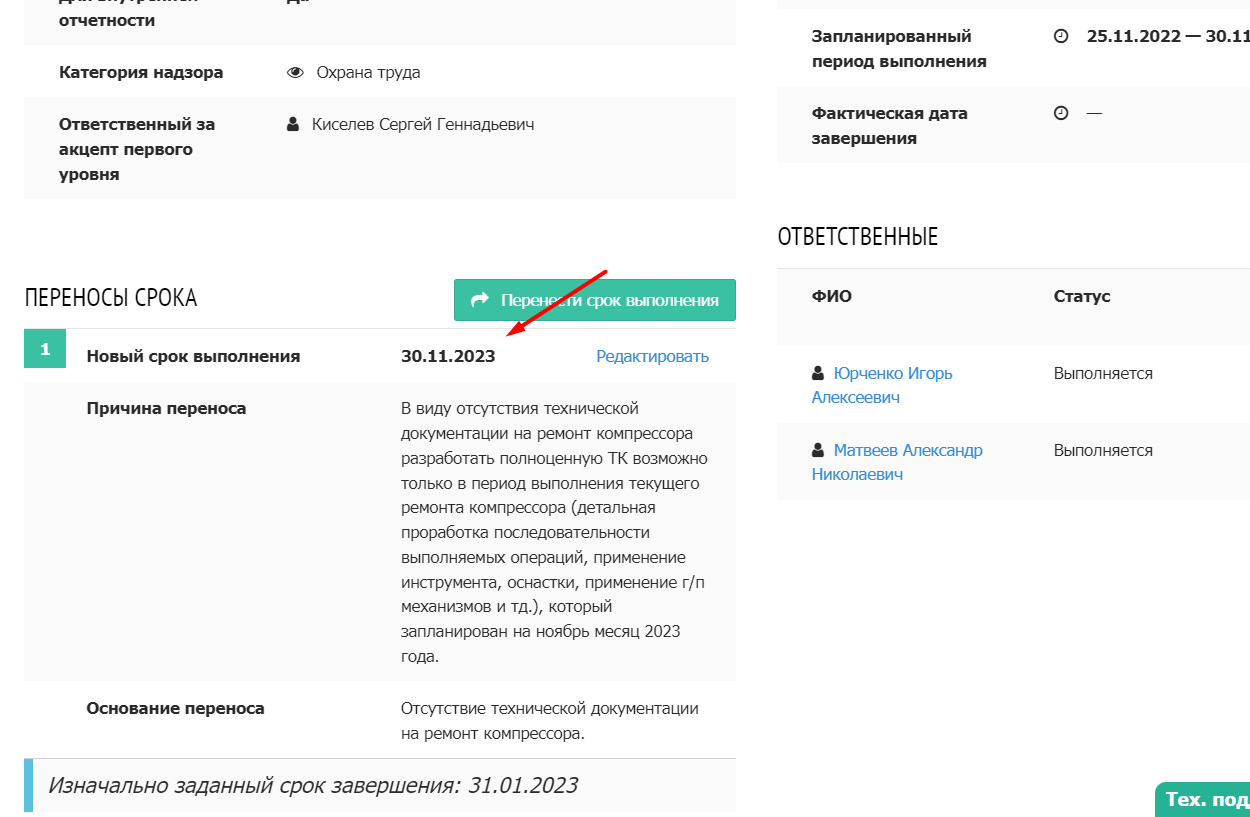 отчетности
Категория надзора
Охрана труда
Ответственный за
акцепт первого
уровня
Киселев Сергей Геннадьевич
ПЕРЕНОСЫ СРОКА
Перенести срок выполнения
1
Новый срок выполнения
30.11.2023
Редактировать
Причина переноса
В виду отсутствия технической
документации на ремонт компрессора
разработать полноценную ТК возможно
только в период выполнения текущего
ремонта компрессора (детальная
проработка последовательности
выполняемых операций, применение
инструмента, оснастки, применение г/п
механизмов и тд.), который
запланирован на ноябрь месяц 2023
года.
Основание переноса
Отсутствие технической документации
на ремонт компрессора.
Изначально заданный срок завершения: 31.01.2023
Запланированный
период выполнения
25.11.2022 — 30.11
Фактическая дата
завершения
—
ОТВЕТСТВЕННЫЕ
ФИО
Статус
Юрченко Игорь
Алексеевич
Выполняется
Матвеев Александр
Николаевич
Выполняется
Тех. под